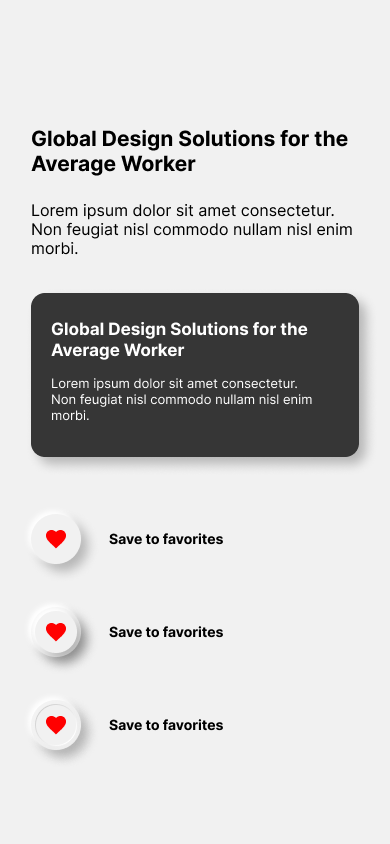 Global Design Solutions for the
Average Worker
Lorem ipsum dolor sit amet consectetur.
Non feugiat nisl commodo nullam nisl enim
morbi.
Global Design Solutions for the
Average Worker
Lorem ipsum dolor sit amet consectetur.
Non feugiat nisl commodo nullam nisl enim
morbi.
Save to favorites
Save to favorites
Save to favorites